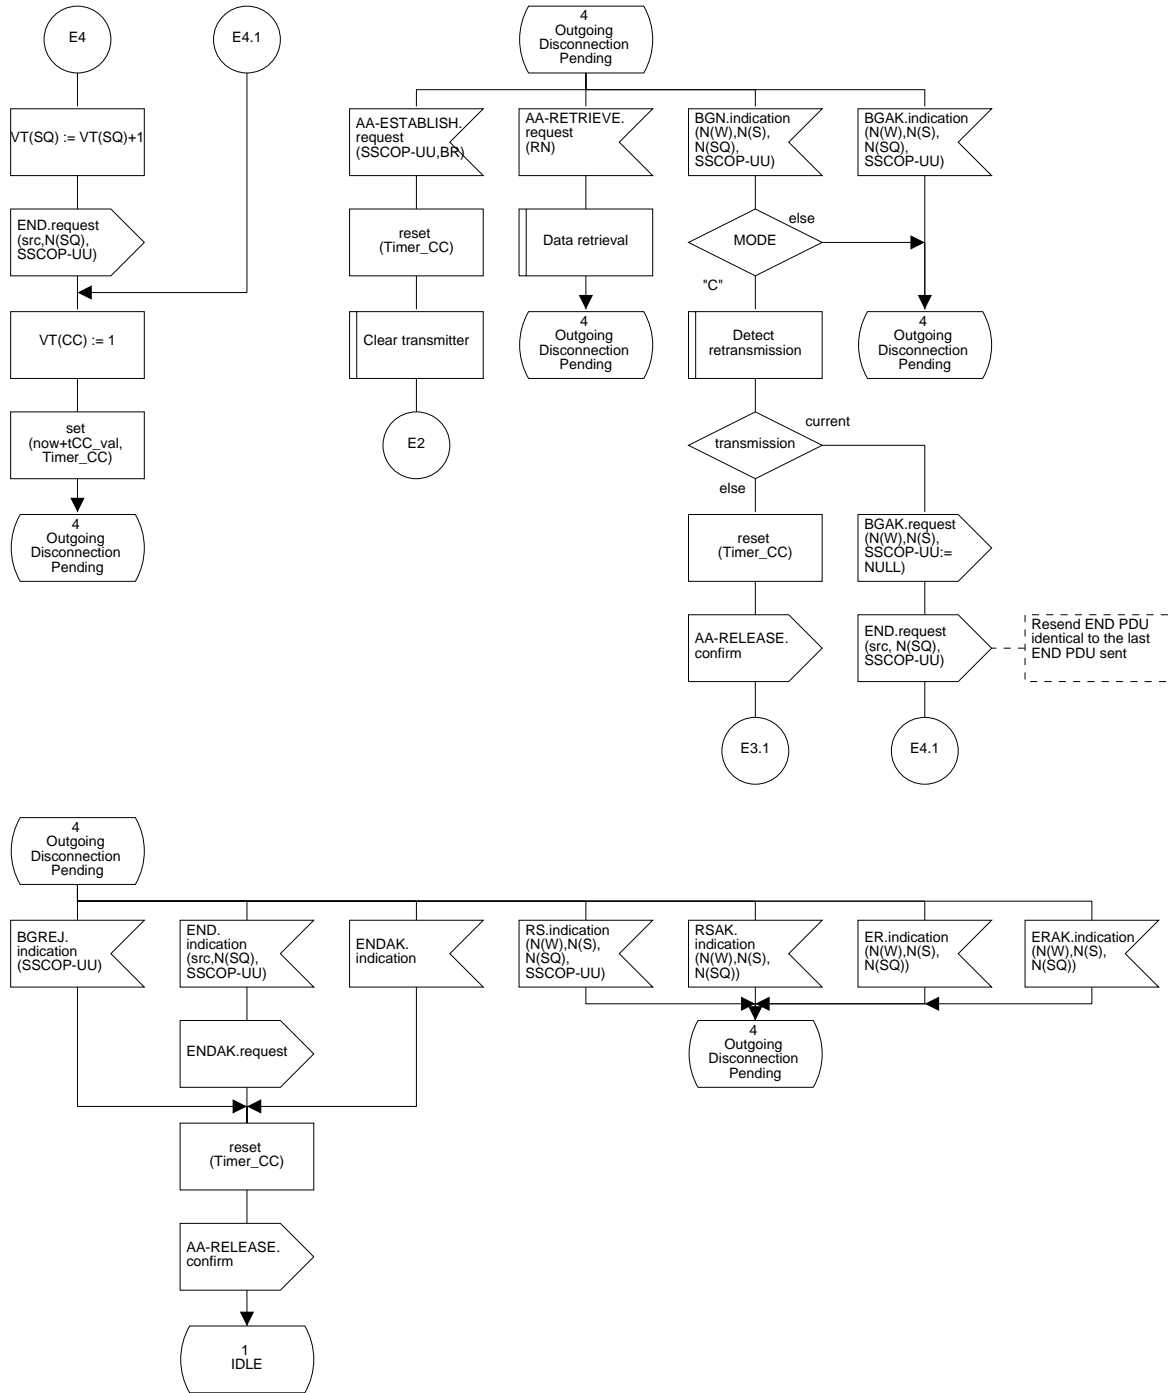 E4
E4.1
4
Outgoing
Disconnection
Pending
VT(SQ) := VT(SQ)+1
AA-ESTABLISH.
request
(SSCOP-UU,BR)
AA-RETRIEVE.
request
(RN)
BGN.indication
(N(W),N(S),
N(SQ),
SSCOP-UU)
BGAK.indication
(N(W),N(S),
N(SQ),
SSCOP-UU)
END.request
(src,N(SQ),
SSCOP-UU)
reset
(Timer_CC)
Data retrieval
MODE
else
"C"
VT(CC) := 1
Clear transmitter
4
Outgoing
Disconnection
Pending
Detect
retransmission
4
Outgoing
Disconnection
Pending
set
(now+tCC_val,
Timer_CC)
E2
transmission
current
else
4
Outgoing
Disconnection
Pending
reset
(Timer_CC)
BGAK.request
(N(W),N(S),
SSCOP-UU:=
NULL)
AA-RELEASE.
confirm
END.request
(src, N(SQ),
SSCOP-UU)
Resend END PDU
identical to the last
END PDU sent
E3.1
E4.1
4
Outgoing
Disconnection
Pending
BGREJ.
indication
(SSCOP-UU)
END.
indication
(src,N(SQ),
SSCOP-UU)
ENDAK.
indication
RS.indication
(N(W),N(S),
N(SQ),
SSCOP-UU)
RSAK.
indication
(N(W),N(S),
N(SQ))
ER.indication
(N(W),N(S),
N(SQ))
ERAK.indication
(N(W),N(S),
N(SQ))
ENDAK.request
4
Outgoing
Disconnection
Pending
reset
(Timer_CC)
AA-RELEASE.
confirm
1
IDLE